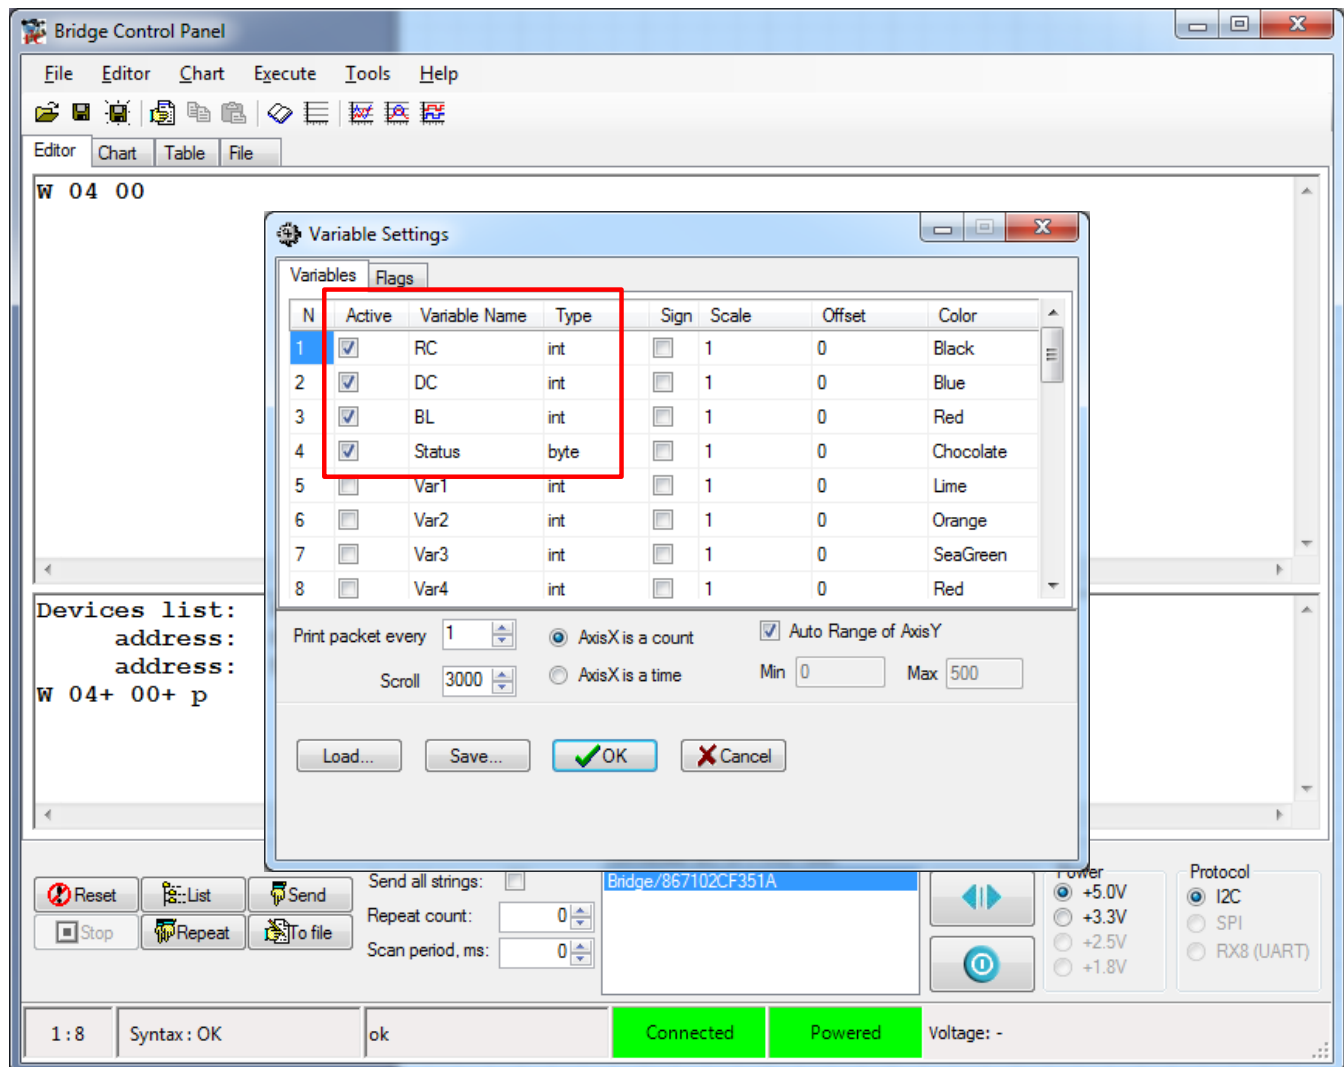 Bridge Control Panel
File Editor Chart Execute Tools Help
Editor Chart Table File
W 04 00
Variable Settings
Variables Flags
N Active Variable Name Type Sign Scale Offset Color
1 RC int 1 0 Black
2 DC int 1 0 Blue
3 BL int 1 0 Red
4 Status byte 1 0 Chocolate
5 Var1 int 1 0 Lime
6 Var2 int 1 0 Orange
7 Var3 int 1 0 SeaGreen
8 Var4 int 1 0 Red
Print packet every 1 AxisX is a count Auto Range of AxisY
Scroll 3000 AxisX is a time Min 0 Max 500
Load... Save... OK Cancel
Devices list:
address:
address:
W 04+ 00+ p
Reset List Send
Stop Repeat To file
Send all strings:
Repeat count: 0
Scan period, ms: 0
Bridge/867102CF351A
Power
+5.0V
+3.3V
+2.5V
+1.8V
Protocol
I2C
SPI
RX8 (UART)
1 : 8 Syntax : OK ok Connected Powered Voltage: -